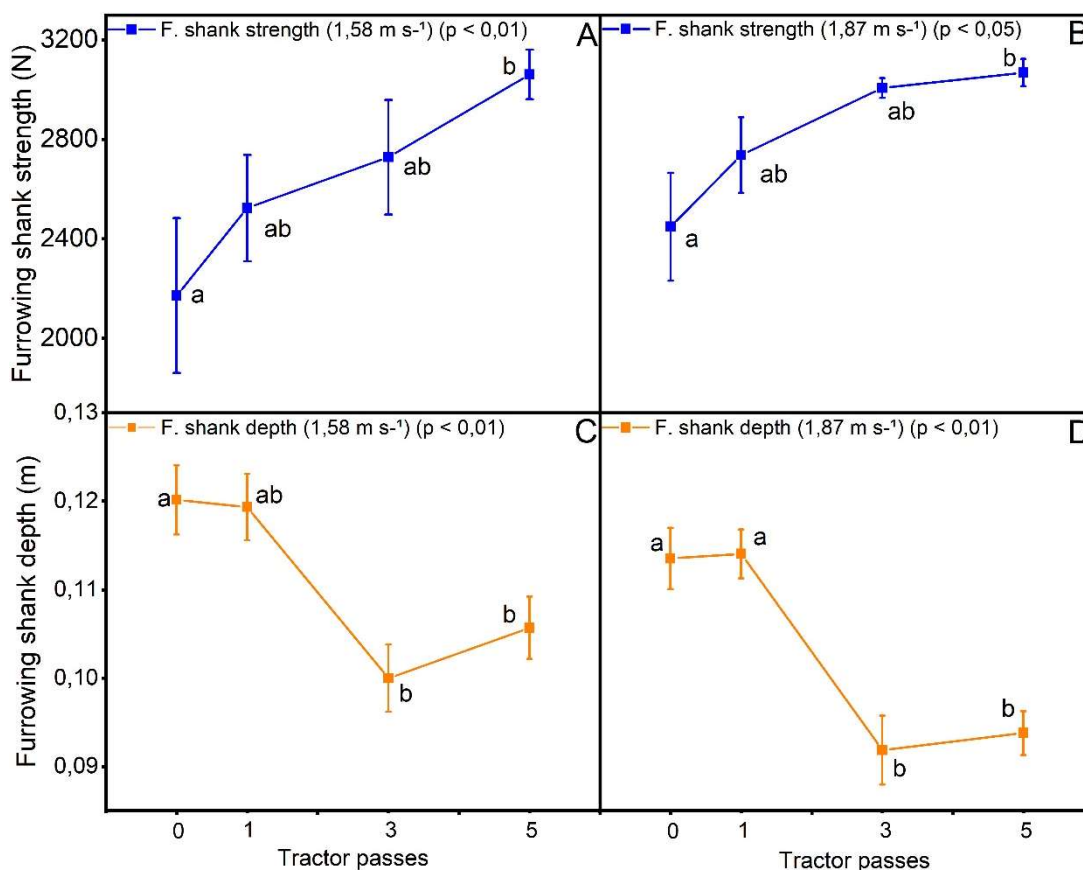 F. shank strength (1,58 m s⁻¹) (p < 0,01)
A
Furrowing shank strength (N)
3200
2800
2400
2000
a
ab
ab
b
F. shank strength (1,87 m s⁻¹) (p < 0,05)
B
a
ab
ab
b
F. shank depth (1,58 m s⁻¹) (p < 0,01)
C
Furrowing shank depth (m)
0,13
0,12
0,11
0,10
0,09
a
ab
b
b
0 1 3 5
Tractor passes
F. shank depth (1,87 m s⁻¹) (p < 0,01)
D
a
a
b
b
0 1 3 5
Tractor passes